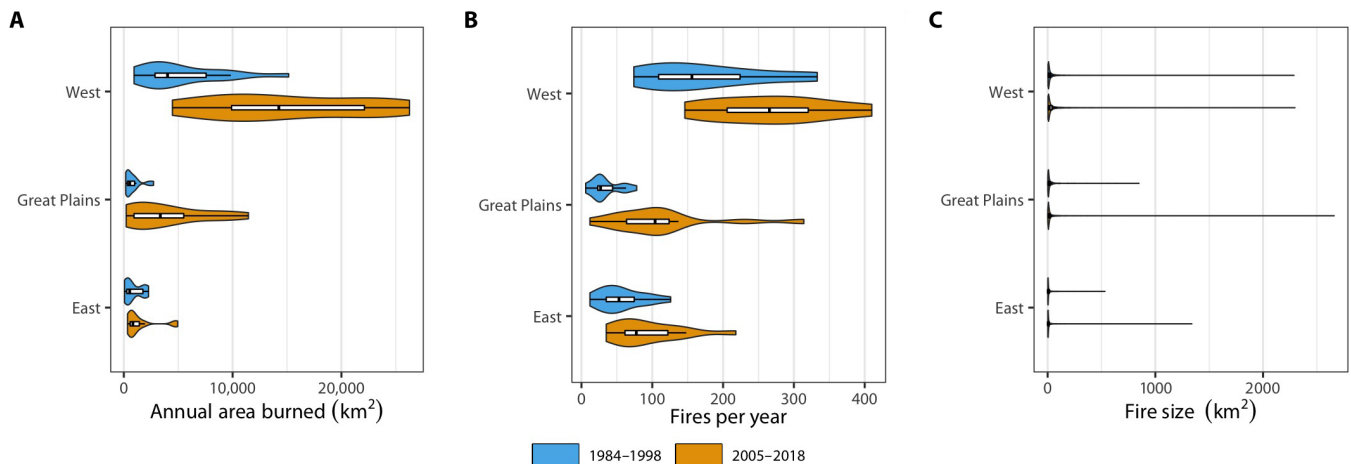 A
West
Great Plains
East
0 10,000 20,000
Annual area burned (km²)
B
West
Great Plains
East
0 100 200 300 400
Fires per year
C
West
Great Plains
East
0 1000 2000
Fire size (km²)
1984–1998 2005–2018